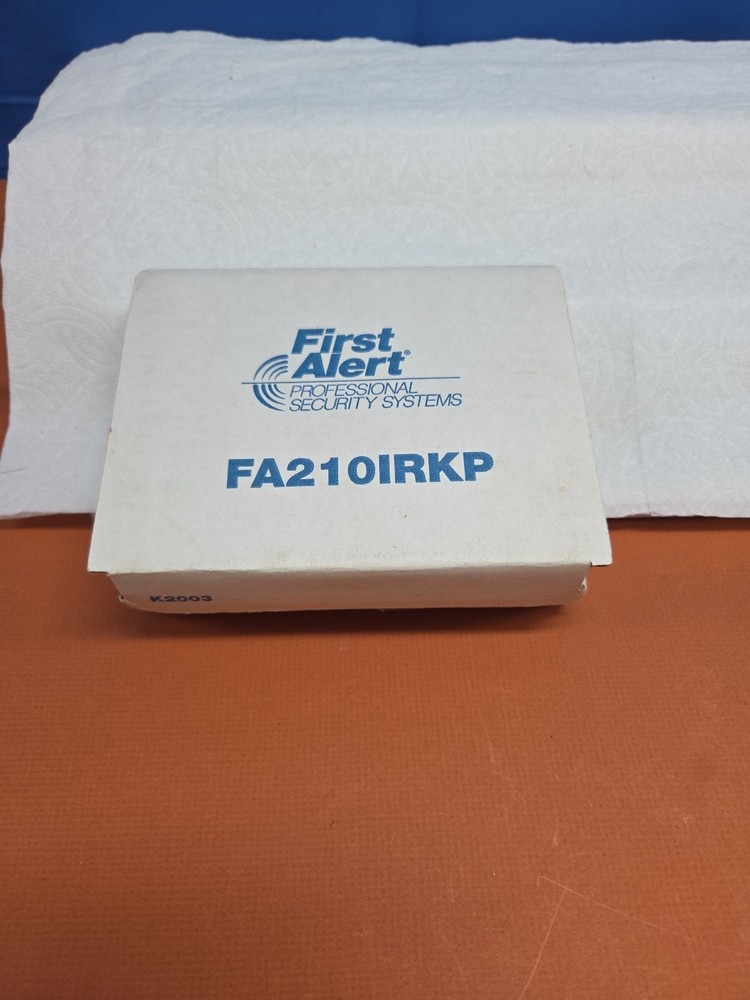 First
Alert®
PROFESSIONAL
SECURITY SYSTEMS
FA210IRKP
K2003